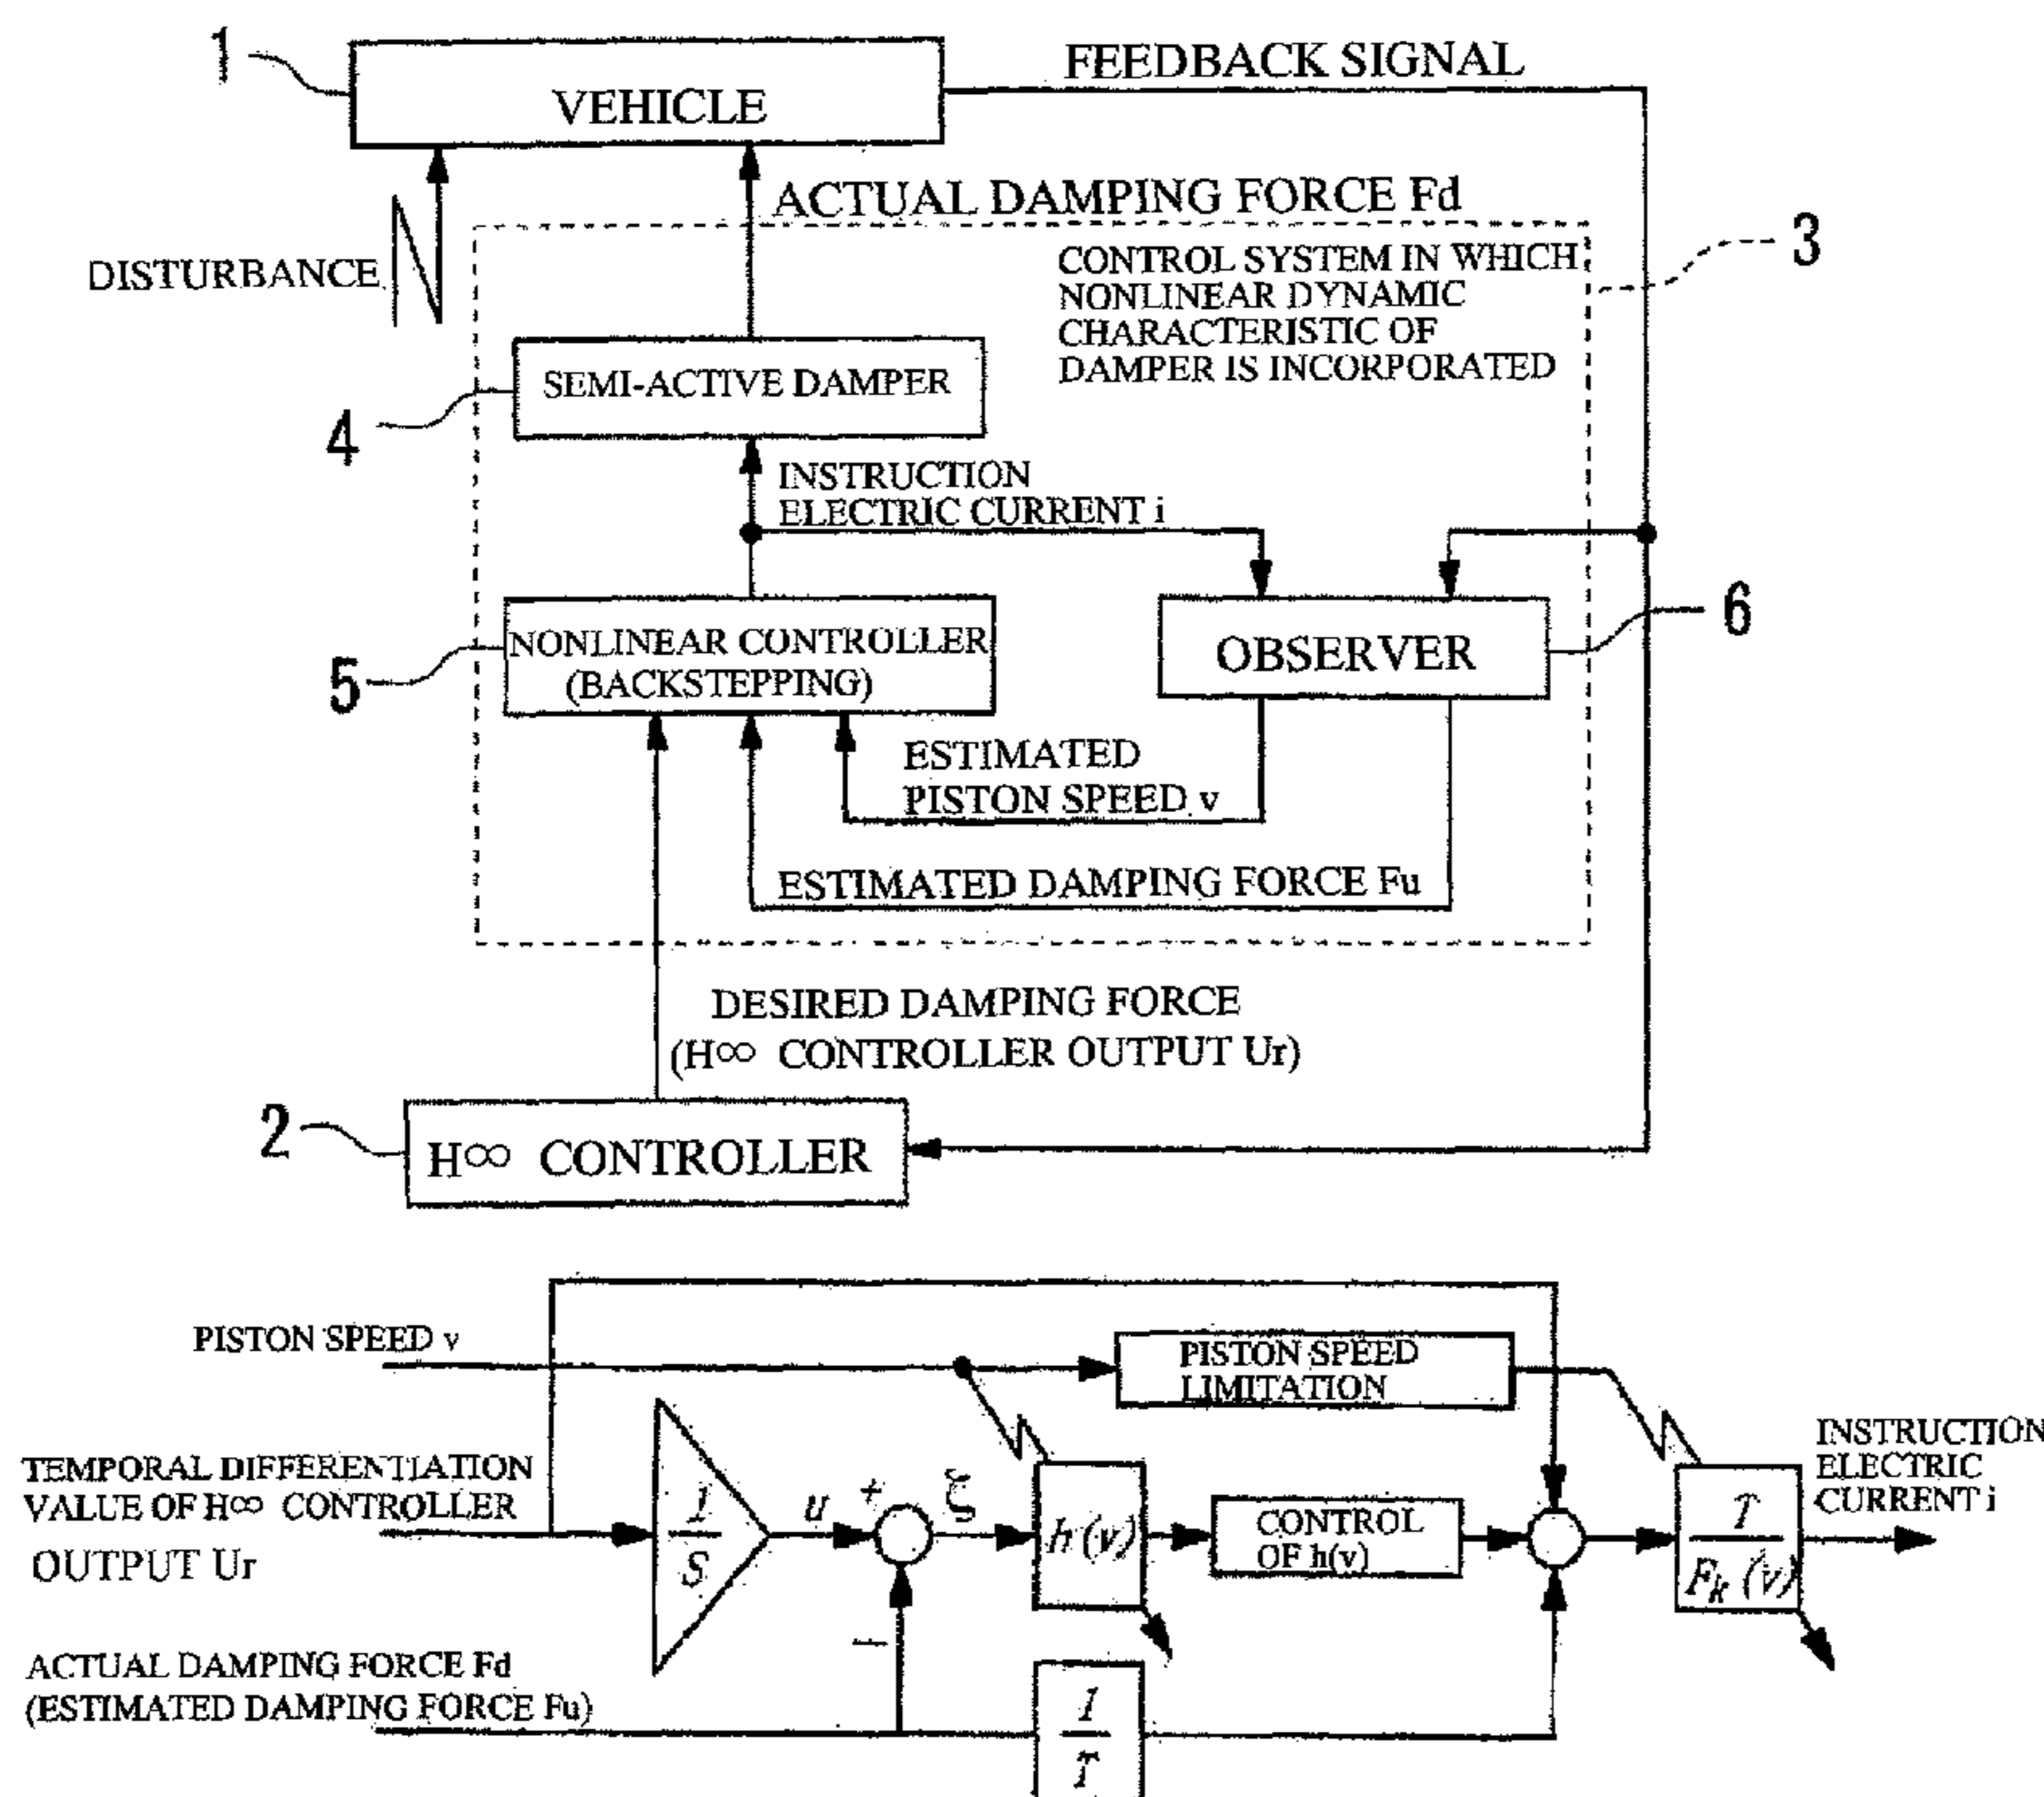 1
VEHICLE
FEEDBACK SIGNAL
ACTUAL DAMPING FORCE Fd
DISTURBANCE
CONTROL SYSTEM IN WHICH
NONLINEAR DYNAMIC
CHARACTERISTIC OF
DAMPER IS INCORPORATED
3
SEMI-ACTIVE DAMPER
4
INSTRUCTION
ELECTRIC CURRENT i
NONLINEAR CONTROLLER
(BACKSTEPPING)
5
OBSERVER
6
ESTIMATED
PISTON SPEED v
ESTIMATED DAMPING FORCE Fu
DESIRED DAMPING FORCE
(H∞ CONTROLLER OUTPUT Ur)
2
H∞ CONTROLLER
PISTON SPEED v
PISTON SPEED
LIMITATION
TEMPORAL DIFFERENTIATION
VALUE OF H∞ CONTROLLER
OUTPUT Ur
1
S
u
+
ξ
h(v)
CONTROL
OF h(v)
T
Fk(v)
INSTRUCTION
ELECTRIC
CURRENT i
−
ACTUAL DAMPING FORCE Fd
(ESTIMATED DAMPING FORCE Fu)
1
T